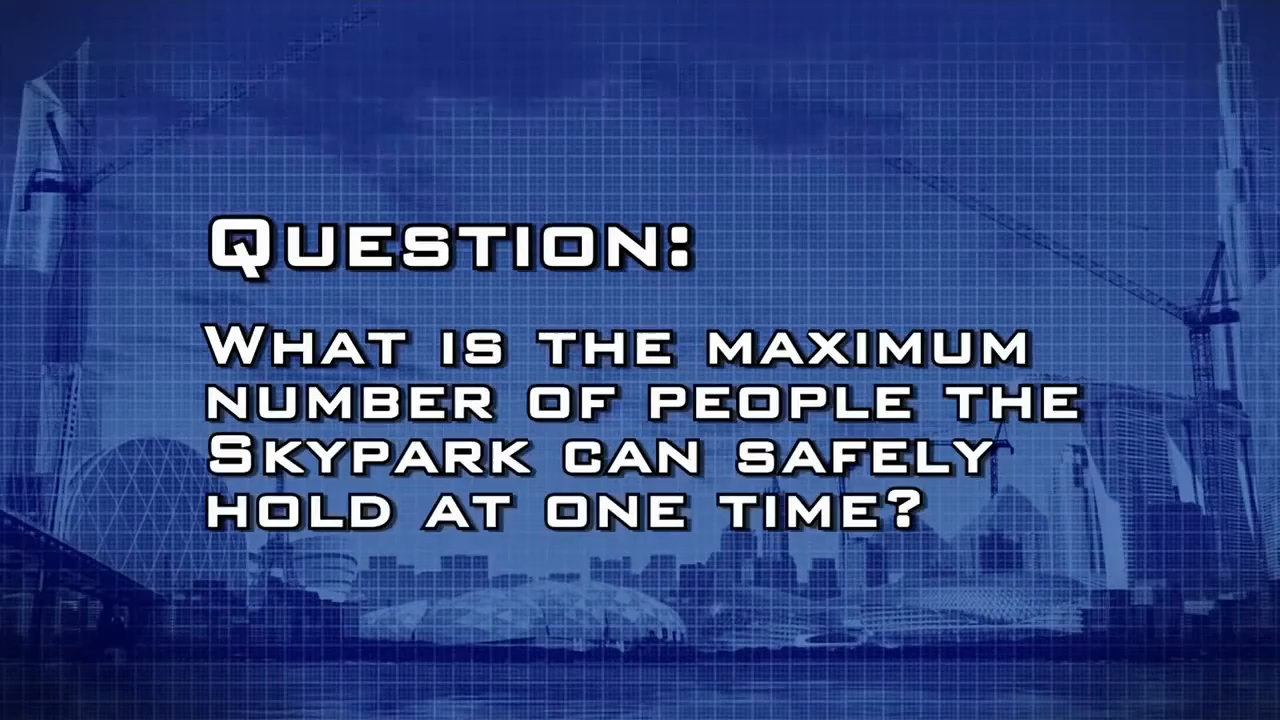 Question:
What is the maximum
number of people the
Skypark can safely
hold at one time?